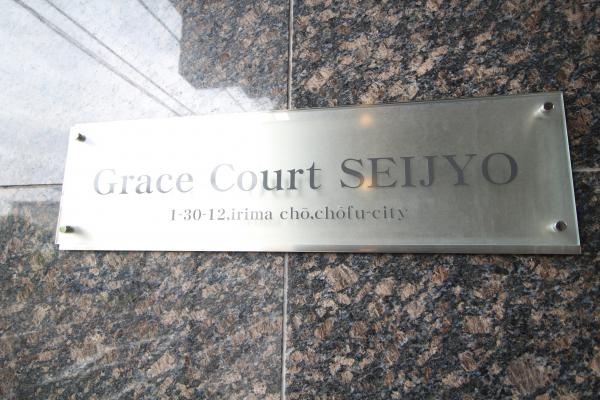 Grace Court SEIJYO
1-30-12,irima chō,chōfu-city